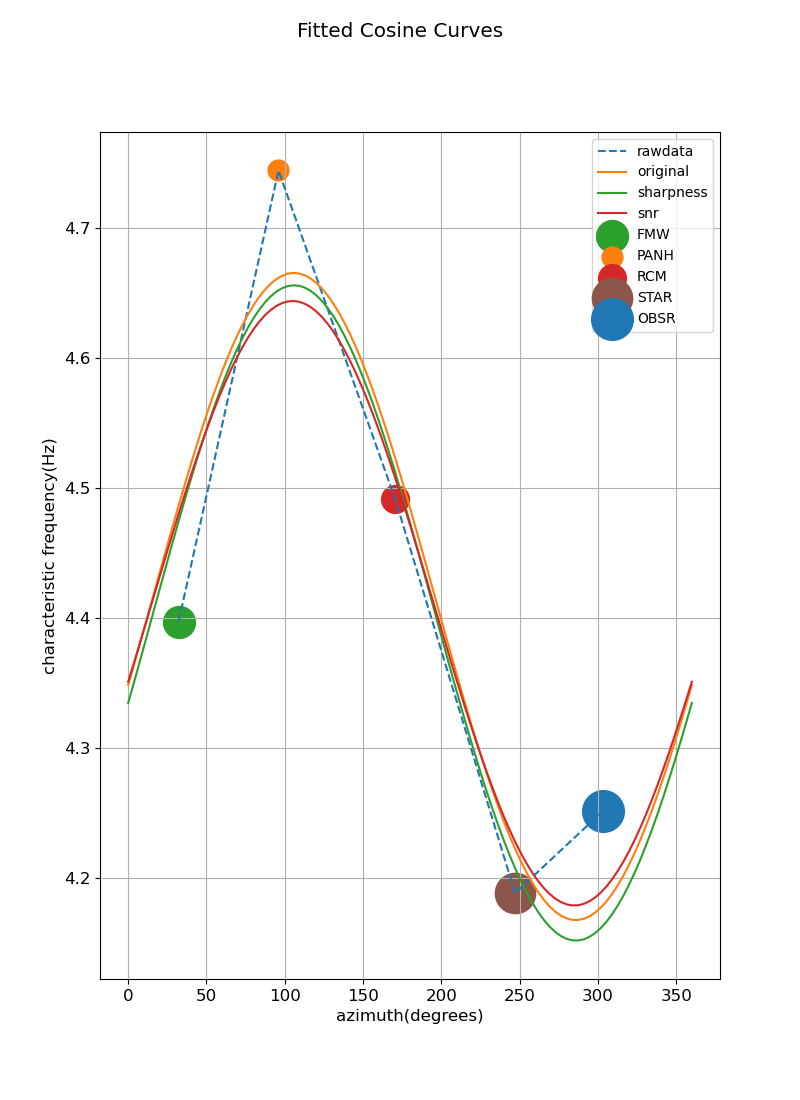 Fitted Cosine Curves
rawdata
original
sharpness
snr
FMW
PANH
RCM
STAR
OBSR
4.7
4.6
4.5
4.4
4.3
4.2
characteristic frequency(Hz)
0 50 100 150 200 250 300 350
azimuth(degrees)